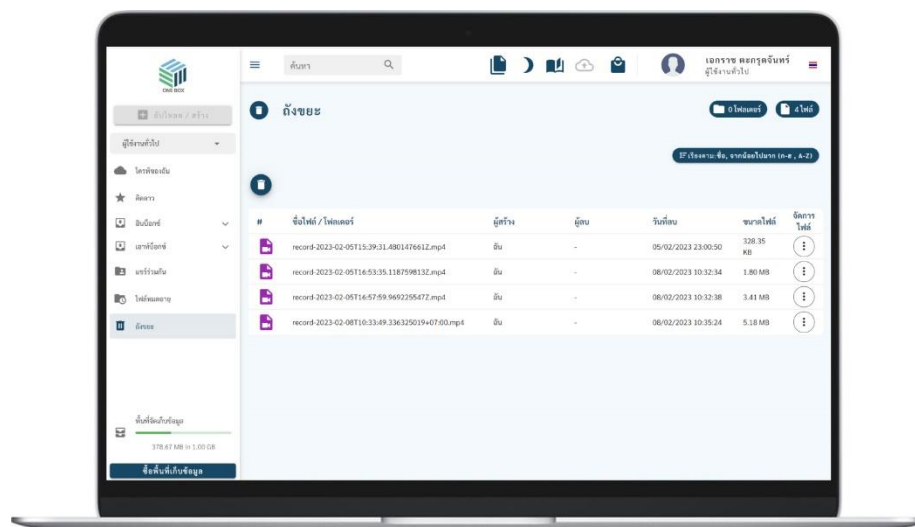 ONE BOX
ค้นหา
เอกราช ตะกรุดจันทร์
ผู้ใช้งานทั่วไป
อัปโหลด / สร้าง
ผู้ใช้งานทั่วไป
ไดรฟ์ของฉัน
ติดดาว
อินบ็อกซ์
เอาท์บ็อกซ์
แชร์ร่วมกัน
ไฟล์หมดอายุ
ถังขยะ
พื้นที่จัดเก็บข้อมูล
378.67 MB in 1.00 GB
ซื้อพื้นที่เก็บข้อมูล
ถังขยะ
0 โฟลเดอร์
4 ไฟล์
เรียงตาม: ชื่อ, จากน้อยไปมาก (ก-ฮ , A-Z)
# ชื่อไฟล์ / โฟลเดอร์ ผู้สร้าง ผู้ลบ วันที่ลบ ขนาดไฟล์ จัดการไฟล์
record-2023-02-05T15:39:31.480147661Z.mp4 ฉัน - 05/02/2023 23:00:50 328.35 KB
record-2023-02-05T16:53:35.118759813Z.mp4 ฉัน - 08/02/2023 10:32:34 1.80 MB
record-2023-02-05T16:57:59.969225547Z.mp4 ฉัน - 08/02/2023 10:32:38 3.41 MB
record-2023-02-08T10:33:49.336325019+07:00.mp4 ฉัน - 08/02/2023 10:35:24 5.18 MB